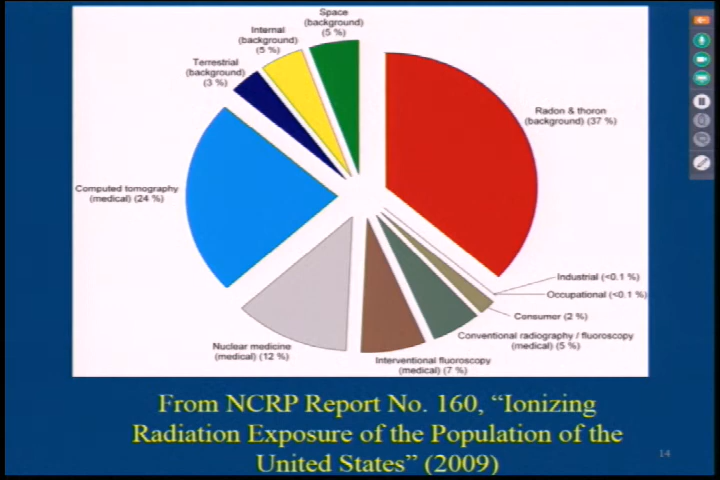 Space
(background)
(5 %)
Internal
(background)
(5 %)
Terrestrial
(background)
(3 %)
Radon & thoron
(background) (37 %)
Computed tomography
(medical) (24 %)
Industrial (<0.1 %)
Occupational (<0.1 %)
Consumer (2 %)
Conventional radiography / fluoroscopy
(medical) (5 %)
Interventional fluoroscopy
(medical) (7 %)
Nuclear medicine
(medical) (12 %)
From NCRP Report No. 160, “Ionizing
Radiation Exposure of the Population of the
United States” (2009)
14